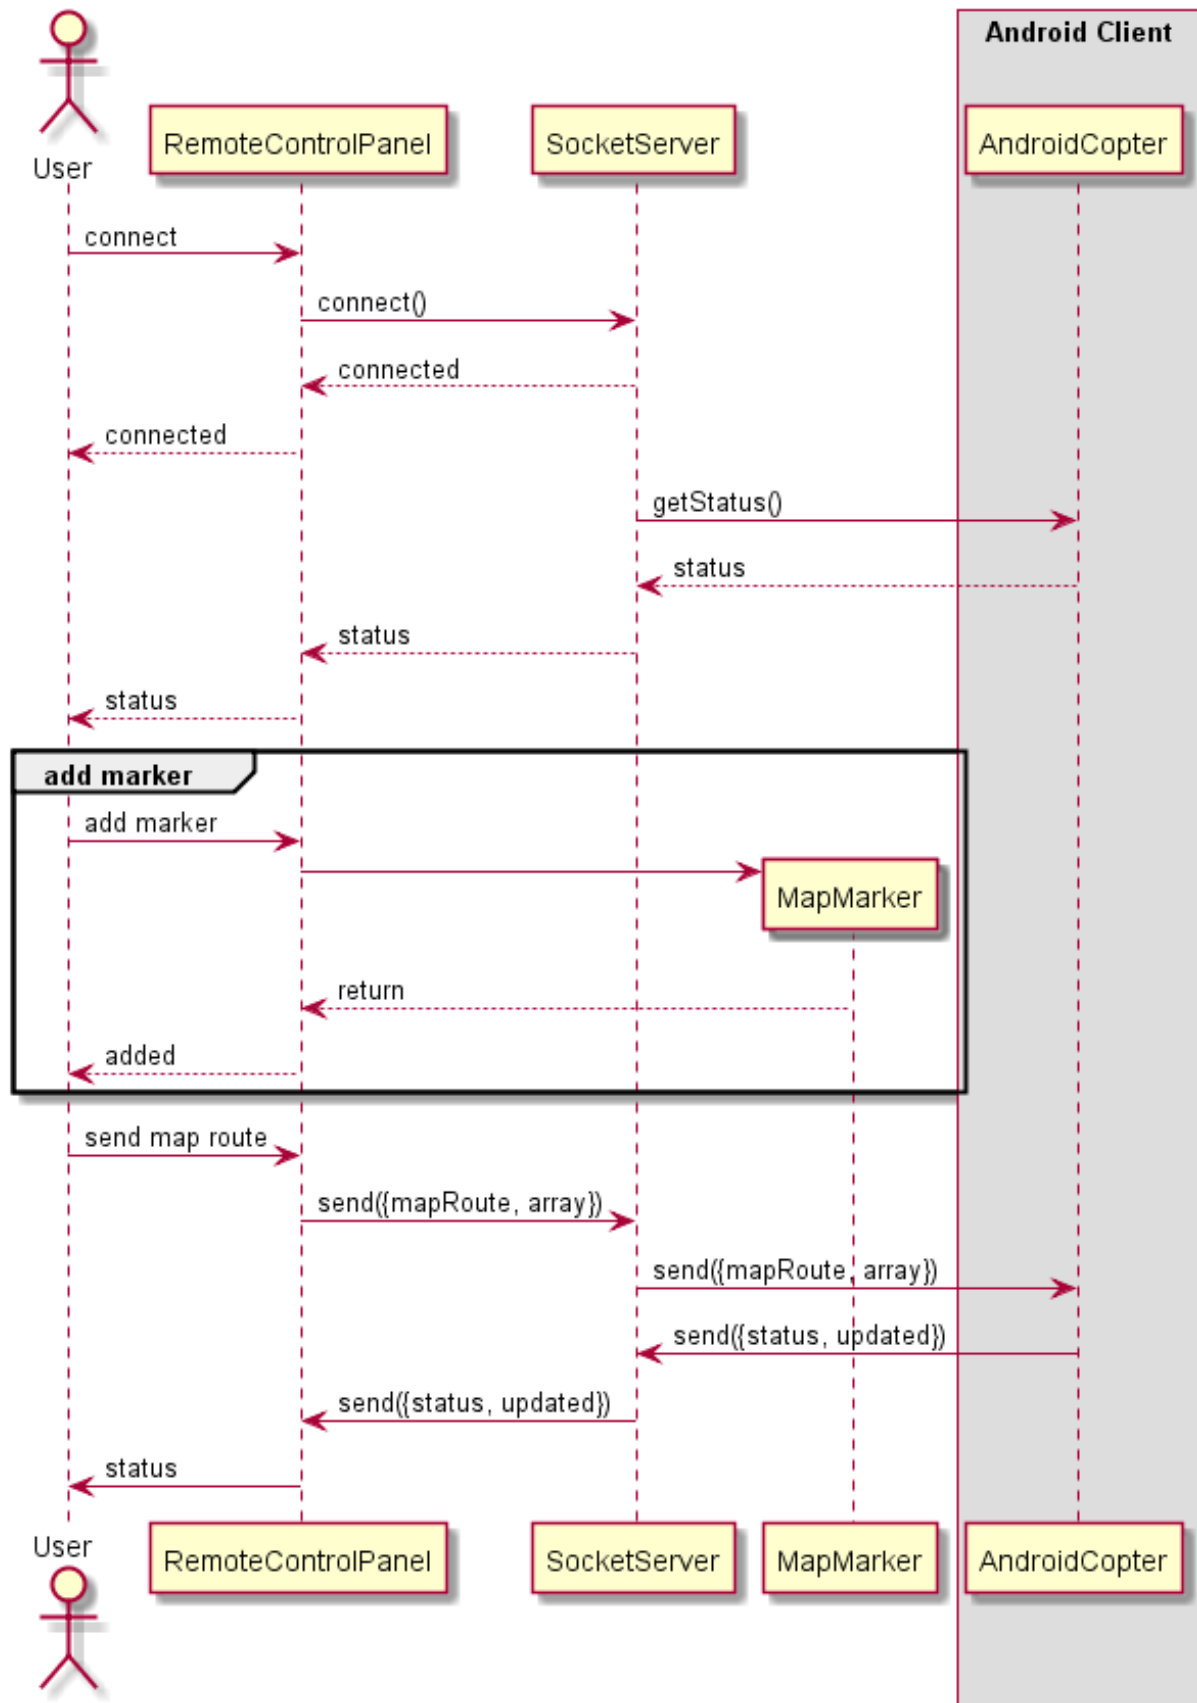 Android Client
User
RemoteControlPanel
SocketServer
AndroidCopter
connect
connect()
connected
connected
getStatus()
status
status
status
add marker
add marker
MapMarker
return
added
send map route
send({mapRoute, array})
send({mapRoute, array})
send({status, updated})
send({status, updated})
status
User
RemoteControlPanel
SocketServer
MapMarker
AndroidCopter